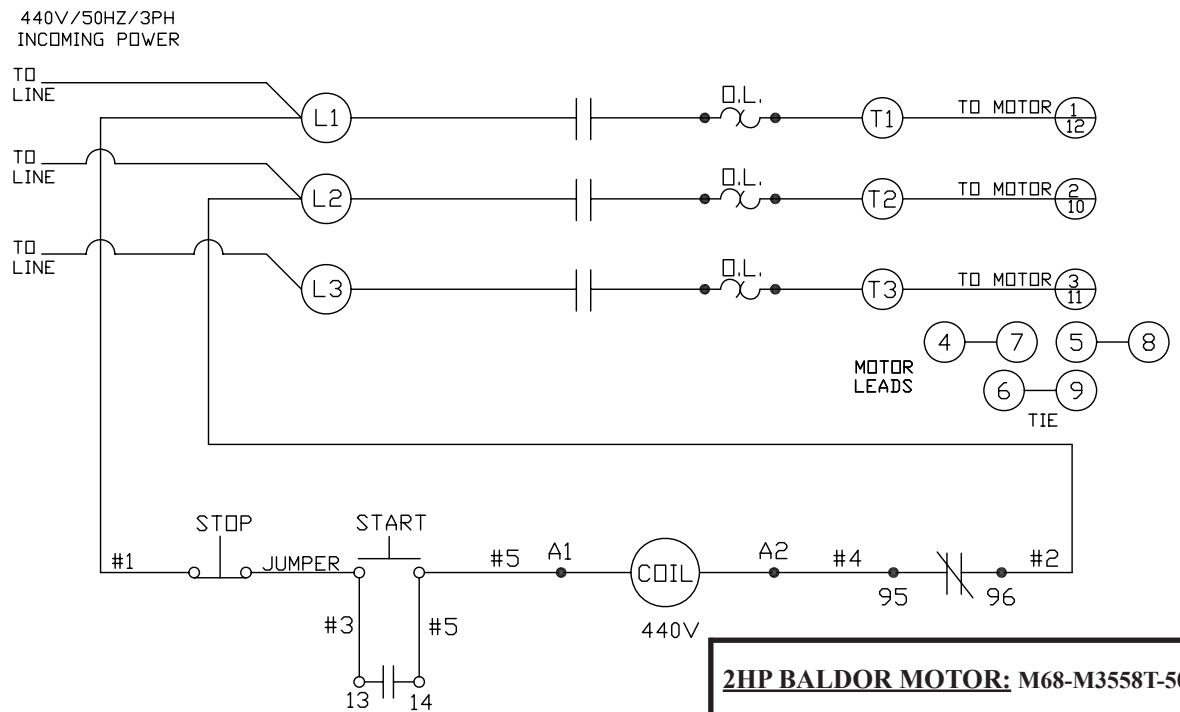 440V/50HZ/3PH
INCOMING POWER
TO
LINE
L1
O.L.
T1
TO MOTOR
1
12
TO
LINE
L2
O.L.
T2
TO MOTOR
2
10
TO
LINE
L3
O.L.
T3
TO MOTOR
3
11
MOTOR
LEADS
4
7
5
8
6
9
TIE
STOP
START
#1
JUMPER
#5
A1
COIL
440V
A2
#4
95
96
#2
#3
#5
13
14
2HP BALDOR MOTOR: M68-M3558T-50